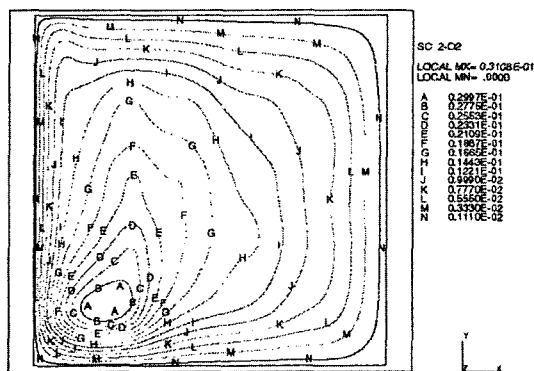 SC 2-D2
LOCAL MX= 0.3108E-01
LOCAL MN= .0000
A 0.2997E-01
B 0.2775E-01
C 0.2553E-01
D 0.2331E-01
E 0.2109E-01
F 0.1887E-01
G 0.1665E-01
H 0.1443E-01
I 0.1221E-01
J 0.9990E-02
K 0.7770E-02
L 0.5550E-02
M 0.3330E-02
N 0.1110E-02
Y
Z X